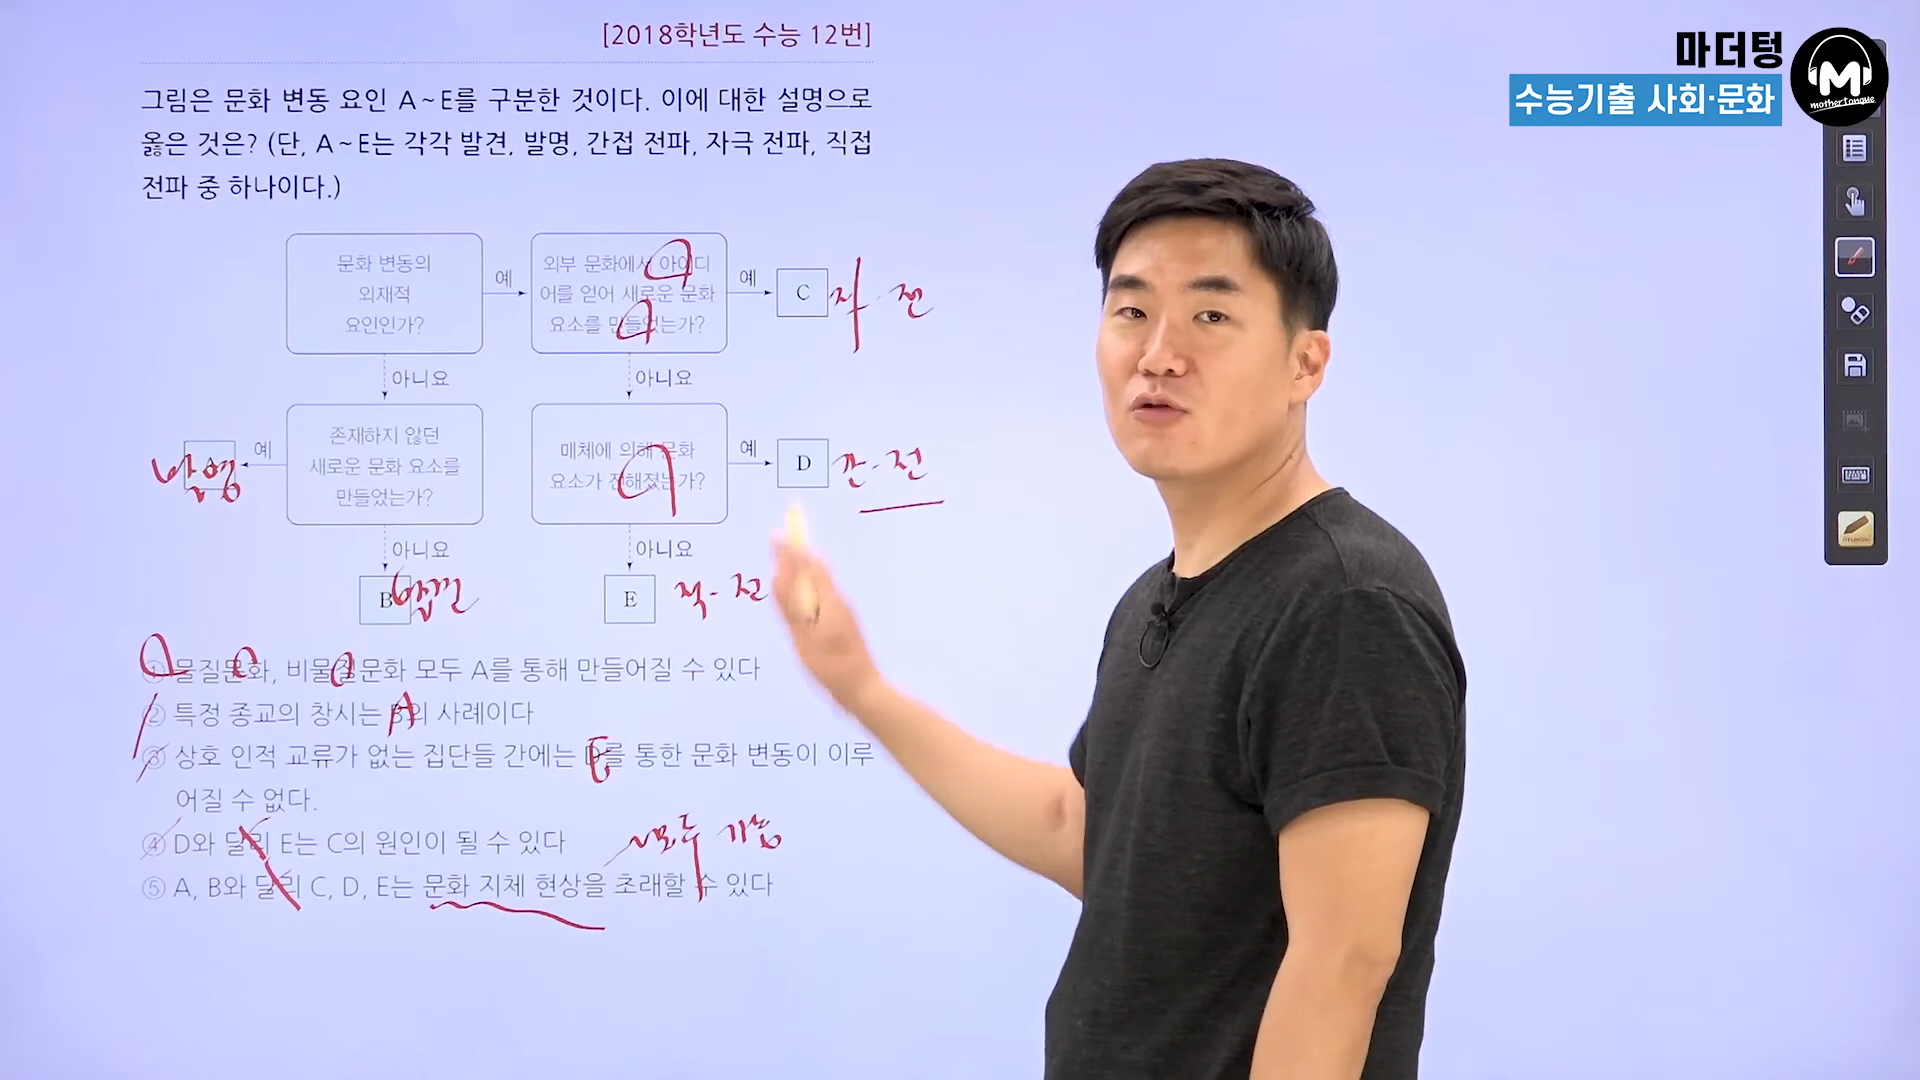 [2018학년도 수능 12번]
마더텅
수능기출 사회·문화
M
mothertongue
그림은 문화 변동 요인 A~E를 구분한 것이다. 이에 대한 설명으로
옳은 것은? (단, A~E는 각각 발견, 발명, 간접 전파, 자극 전파, 직접
전파 중 하나이다.)
문화 변동의
외재적
요인인가?
예
외부 문화에서 아이디
어를 얻어 새로운 문화
요소를 만들었는가?
예
C
자·전
아니요
아니요
발명
예
존재하지 않던
새로운 문화 요소를
만들었는가?
매체에 의해 문화
요소가 전해졌는가?
예
D
간·전
아니요
아니요
B
발견
E
직·전
① 물질문화, 비물질문화 모두 A를 통해 만들어질 수 있다
A
② 특정 종교의 창시는 B의 사례이다
E
③ 상호 인적 교류가 없는 집단들 간에는 D를 통한 문화 변동이 이루
어질 수 없다.
④ D와 달리 E는 C의 원인이 될 수 있다
모두 가능
⑤ A, B와 달리 C, D, E는 문화 지체 현상을 초래할 수 있다